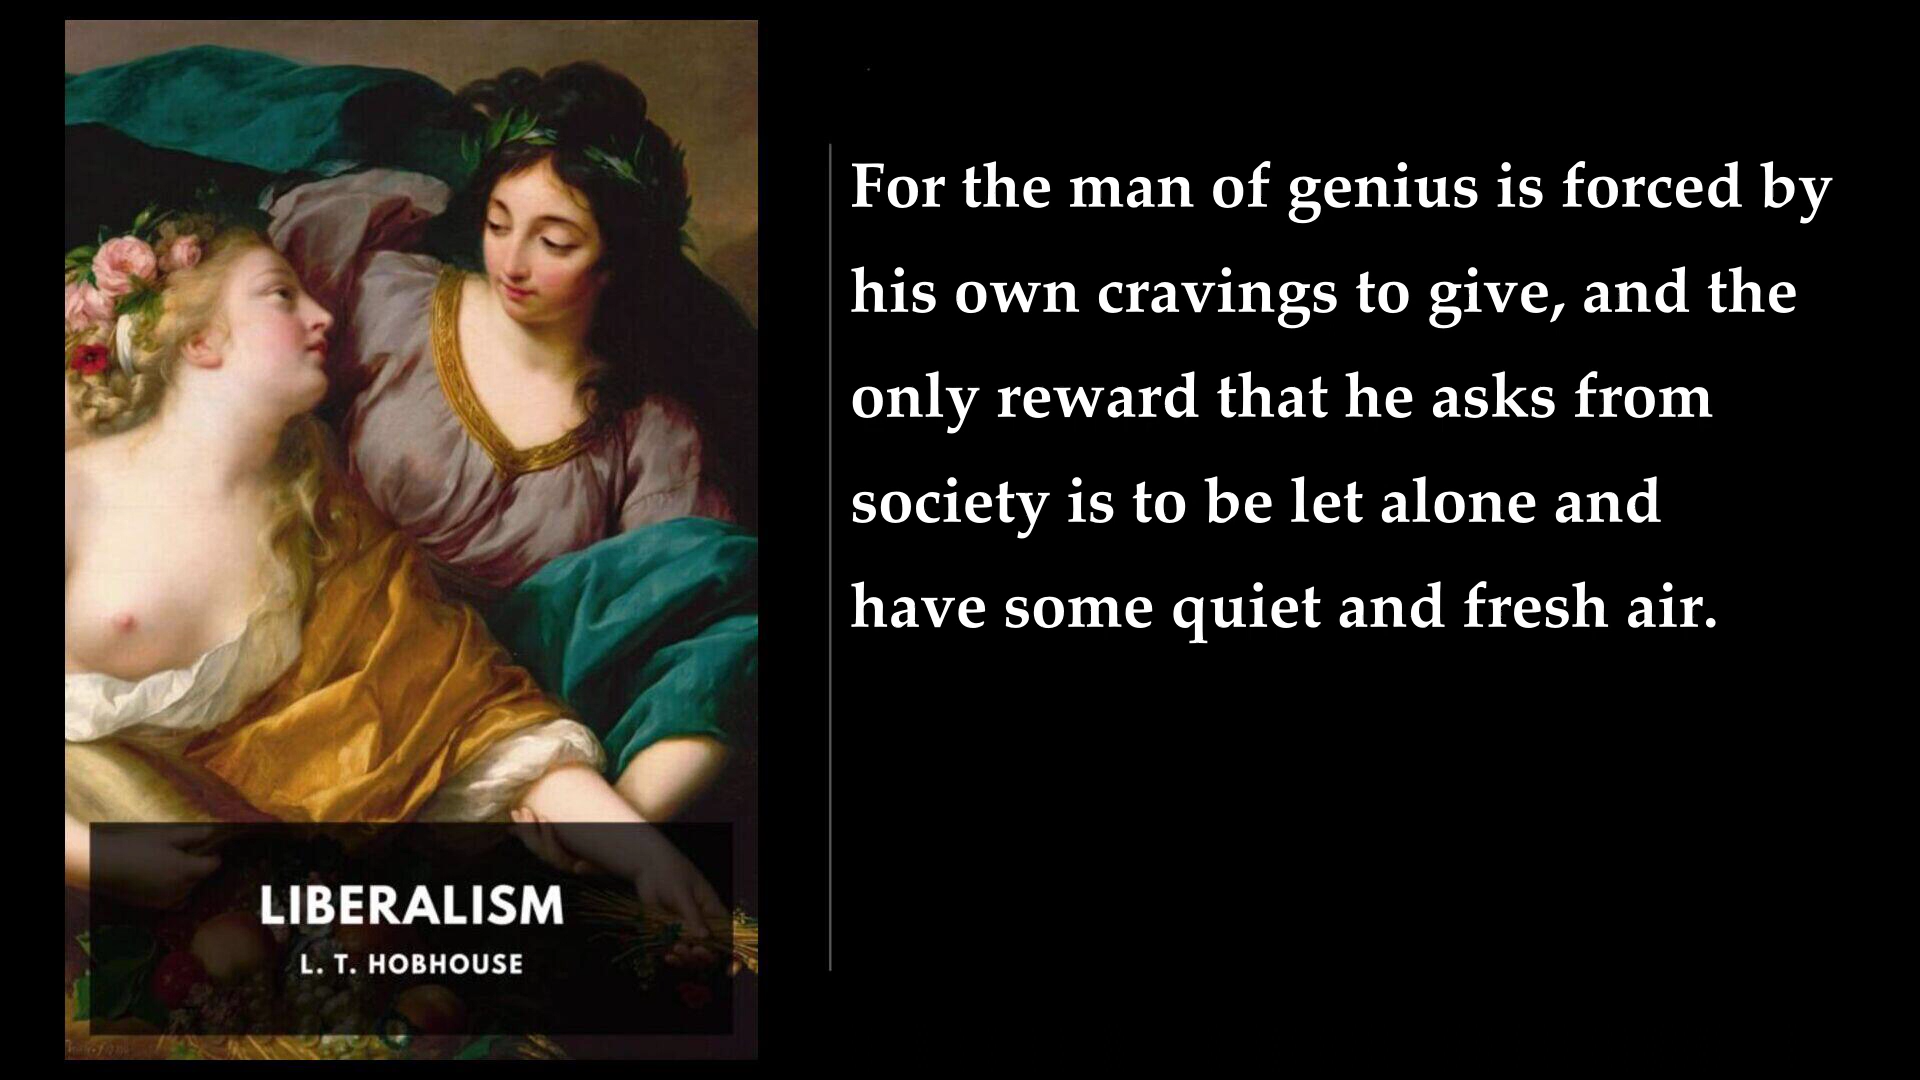 For the man of genius is forced by
his own cravings to give, and the
only reward that he asks from
society is to be let alone and
have some quiet and fresh air.
LIBERALISM
L. T. HOBHOUSE